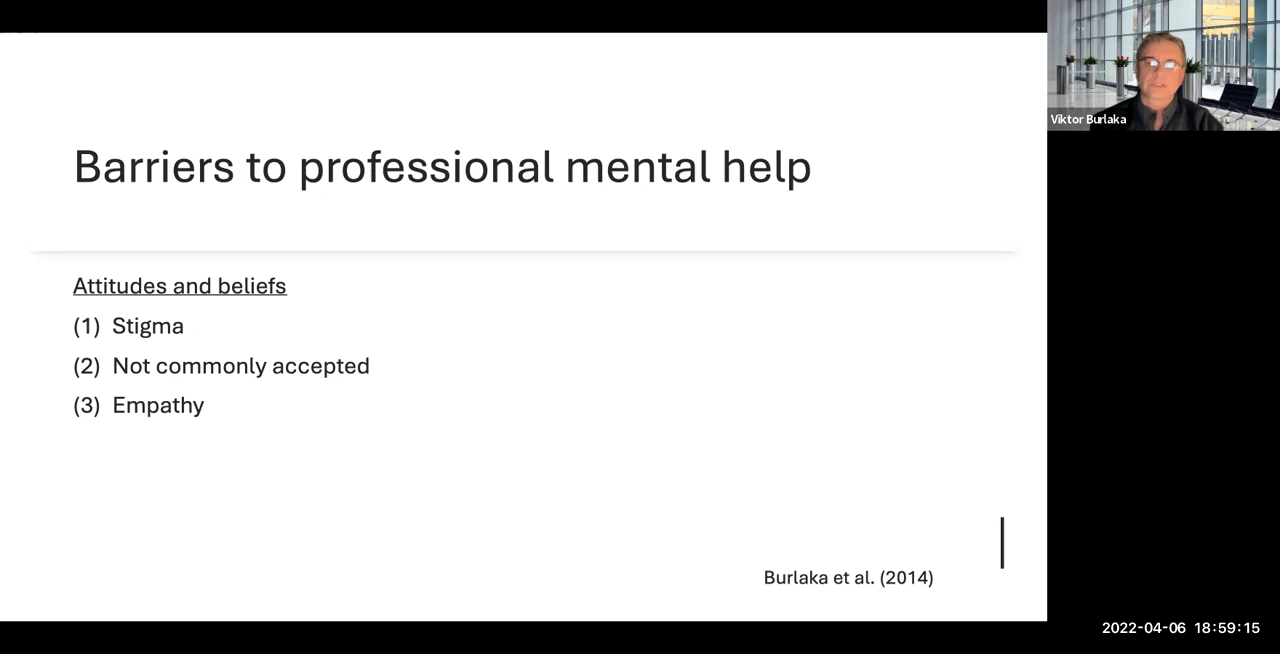 Barriers to professional mental help
Attitudes and beliefs
(1) Stigma
(2) Not commonly accepted
(3) Empathy
Burlaka et al. (2014)
Viktor Burlaka
2022-04-06 18:59:15